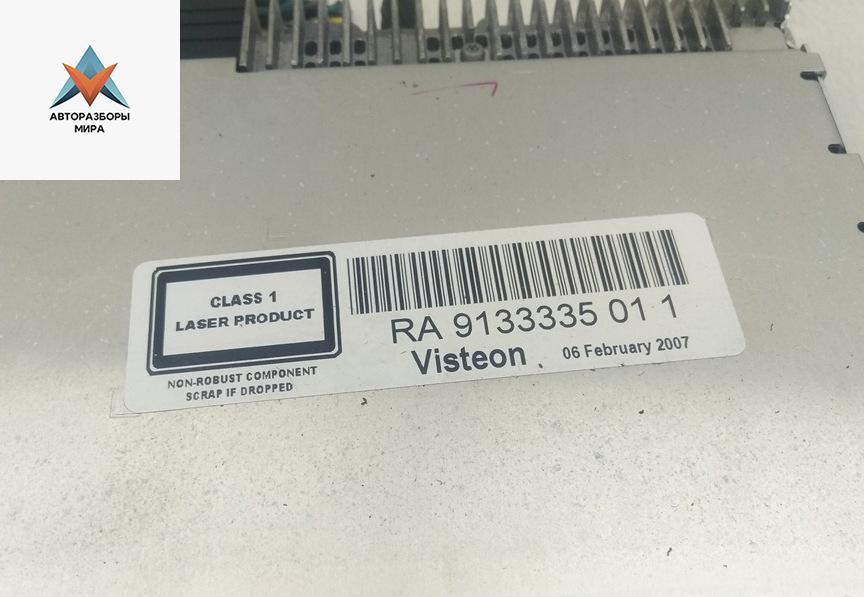 АВТОРАЗБОРЫ
МИРА
CLASS 1
LASER PRODUCT
NON-ROBUST COMPONENT
SCRAP IF DROPPED
RA 9133335 01 1
Visteon
06 February 2007